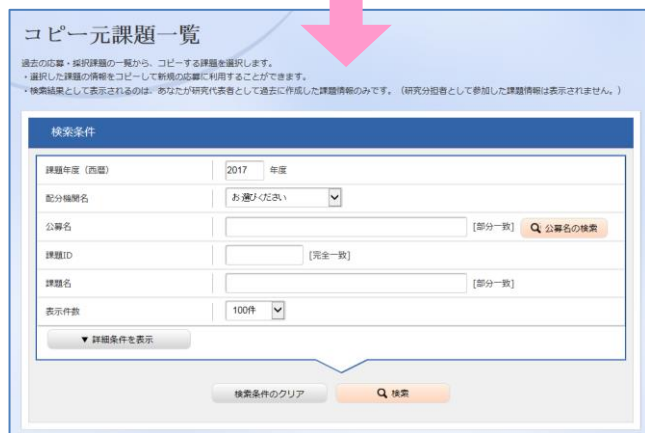 コピー元課題一覧
過去の応募・採択課題の一覧から、コピーする課題を選択します。
・選択した課題の情報をコピーして新規の応募に利用することができます。
・検索結果として表示されるのは、あなたが研究代表者として過去に作成した課題情報のみです。（研究分担者として参加した課題情報は表示されません。）
検索条件
課題年度（西暦） 2017 年度
配分機関名 お選びください
公募名 [部分一致] 公募名の検索
課題ID [完全一致]
課題名 [部分一致]
表示件数 100件
▼ 詳細条件を表示
検索条件のクリア 検索